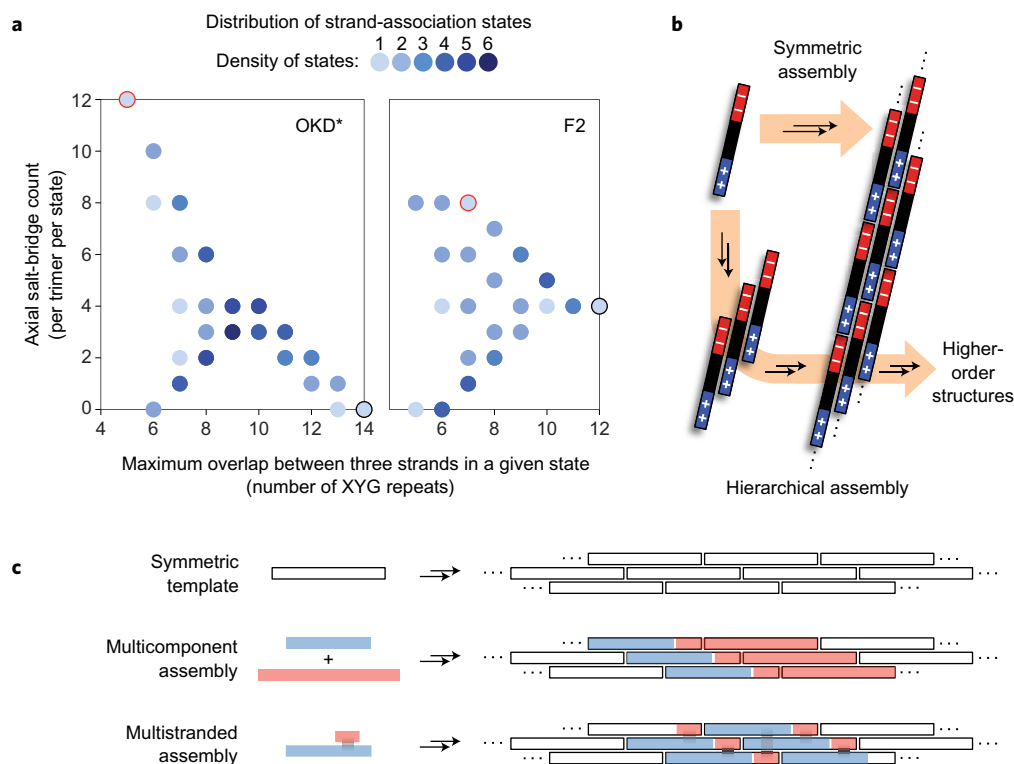 a
Distribution of strand-association states
1 2 3 4 5 6
Density of states:
12
10
8
6
4
2
0
Axial salt-bridge count
(per trimer per state)
OKD*
F2
4 6 8 10 12 14
6 8 10 12
Maximum overlap between three strands in a given state
(number of XYG repeats)
b
Symmetric
assembly
Higher-
order
structures
Hierarchical assembly
c
Symmetric
template
Multicomponent
assembly
+
Multistranded
assembly